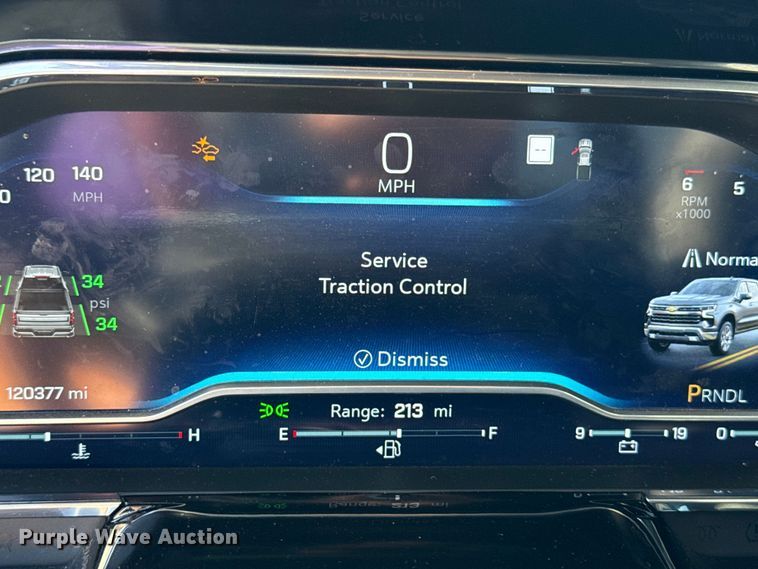 0
MPH
120 140
MPH
6 5
RPM
x1000
Service
Traction Control
Norma
34
psi
34
Dismiss
120377 mi
PRNDL
Range: 213 mi
H E F 9 19 0
Purple Wave Auction